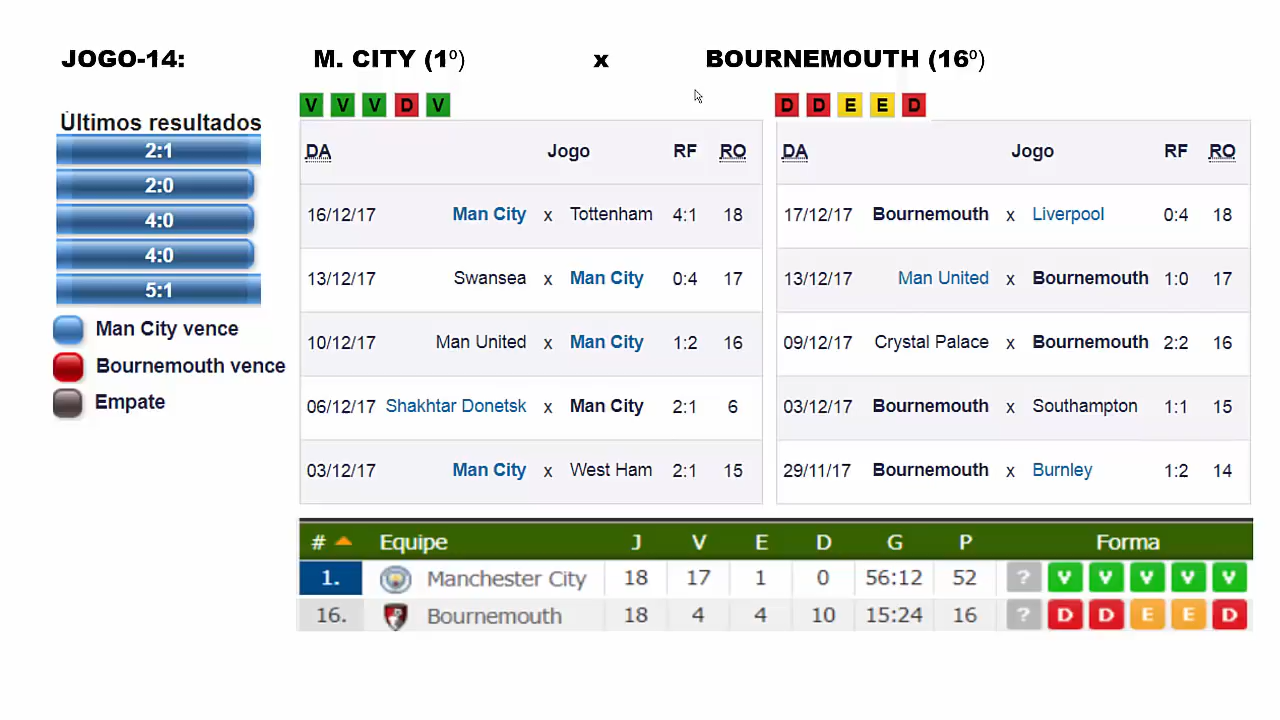 JOGO-14: M. CITY (1º) x BOURNEMOUTH (16º)
V V V D V D D E E D
Últimos resultados
2:1
2:0
4:0
4:0
5:1
Man City vence
Bournemouth vence
Empate
DA Jogo RF RO
16/12/17 Man City x Tottenham 4:1 18
13/12/17 Swansea x Man City 0:4 17
10/12/17 Man United x Man City 1:2 16
06/12/17 Shakhtar Donetsk x Man City 2:1 6
03/12/17 Man City x West Ham 2:1 15
DA Jogo RF RO
17/12/17 Bournemouth x Liverpool 0:4 18
13/12/17 Man United x Bournemouth 1:0 17
09/12/17 Crystal Palace x Bournemouth 2:2 16
03/12/17 Bournemouth x Southampton 1:1 15
29/11/17 Bournemouth x Burnley 1:2 14
# Equipe J V E D G P Forma
1. Manchester City 18 17 1 0 56:12 52 ? V V V V V
16. Bournemouth 18 4 4 10 15:24 16 ? D D E E D